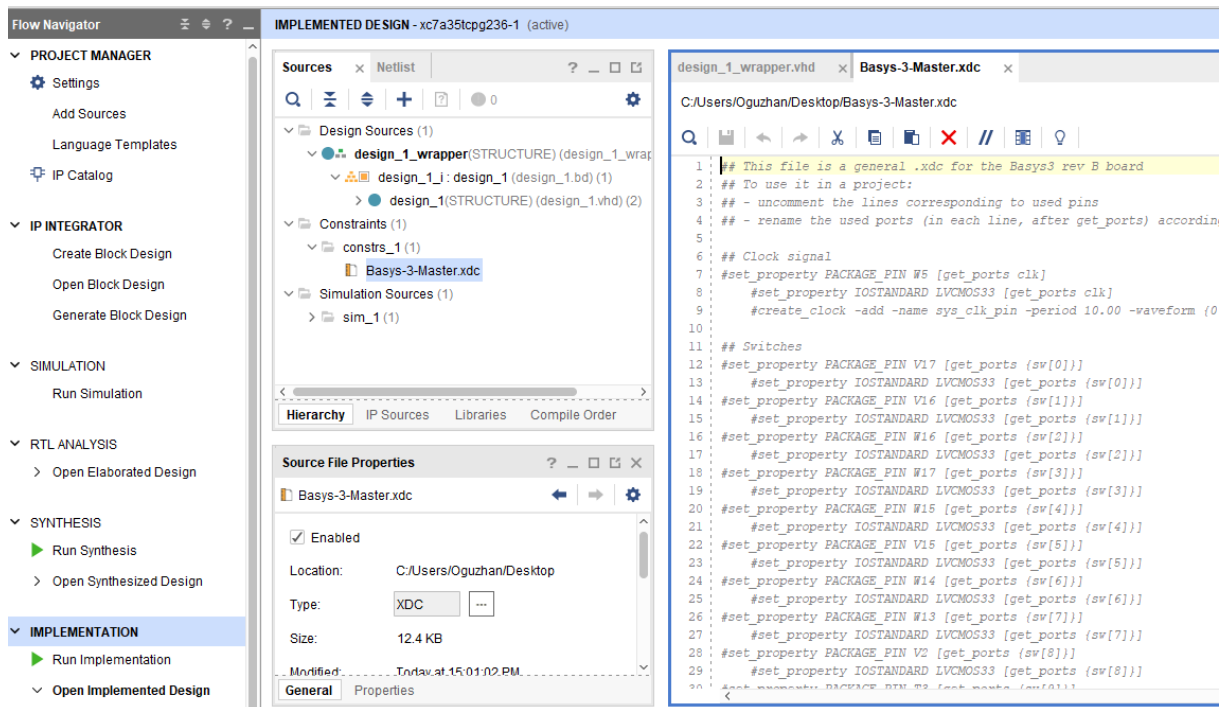 Flow Navigator
?
IMPLEMENTED DESIGN - xc7a35tcpg236-1 (active)
PROJECT MANAGER
Settings
Add Sources
Language Templates
IP Catalog
IP INTEGRATOR
Create Block Design
Open Block Design
Generate Block Design
SIMULATION
Run Simulation
RTL ANALYSIS
Open Elaborated Design
SYNTHESIS
Run Synthesis
Open Synthesized Design
IMPLEMENTATION
Run Implementation
Open Implemented Design
Sources
Netlist
?
0
Design Sources (1)
design_1_wrapper(STRUCTURE) (design_1_wrap
design_1_i : design_1 (design_1.bd) (1)
design_1(STRUCTURE) (design_1.vhd) (2)
Constraints (1)
constrs_1 (1)
Basys-3-Master.xdc
Simulation Sources (1)
sim_1 (1)
Hierarchy IP Sources Libraries Compile Order
Source File Properties
?
Basys-3-Master.xdc
Enabled
Location: C:/Users/Oguzhan/Desktop
Type: XDC ...
Size: 12.4 KB
Modified: Today at 15:01:02 PM
General Properties
design_1_wrapper.vhd
Basys-3-Master.xdc
C:/Users/Oguzhan/Desktop/Basys-3-Master.xdc
1 ## This file is a general .xdc for the Basys3 rev B board
2 ## To use it in a project:
3 ## - uncomment the lines corresponding to used pins
4 ## - rename the used ports (in each line, after get_ports) according
5
6 ## Clock signal
7 #set_property PACKAGE_PIN W5 [get_ports clk]
8 #set_property IOSTANDARD LVCMOS33 [get_ports clk]
9 #create_clock -add -name sys_clk_pin -period 10.00 -waveform {0
10
11 ## Switches
12 #set_property PACKAGE_PIN V17 [get_ports {sw[0]}]
13 #set_property IOSTANDARD LVCMOS33 [get_ports {sw[0]}]
14 #set_property PACKAGE_PIN V16 [get_ports {sw[1]}]
15 #set_property IOSTANDARD LVCMOS33 [get_ports {sw[1]}]
16 #set_property PACKAGE_PIN W16 [get_ports {sw[2]}]
17 #set_property IOSTANDARD LVCMOS33 [get_ports {sw[2]}]
18 #set_property PACKAGE_PIN W17 [get_ports {sw[3]}]
19 #set_property IOSTANDARD LVCMOS33 [get_ports {sw[3]}]
20 #set_property PACKAGE_PIN W15 [get_ports {sw[4]}]
21 #set_property IOSTANDARD LVCMOS33 [get_ports {sw[4]}]
22 #set_property PACKAGE_PIN V15 [get_ports {sw[5]}]
23 #set_property IOSTANDARD LVCMOS33 [get_ports {sw[5]}]
24 #set_property PACKAGE_PIN W14 [get_ports {sw[6]}]
25 #set_property IOSTANDARD LVCMOS33 [get_ports {sw[6]}]
26 #set_property PACKAGE_PIN W13 [get_ports {sw[7]}]
27 #set_property IOSTANDARD LVCMOS33 [get_ports {sw[7]}]
28 #set_property PACKAGE_PIN V2 [get_ports {sw[8]}]
29 #set_property IOSTANDARD LVCMOS33 [get_ports {sw[8]}]
30 #set_property PACKAGE_PIN T3 [get_ports {sw[9]}]